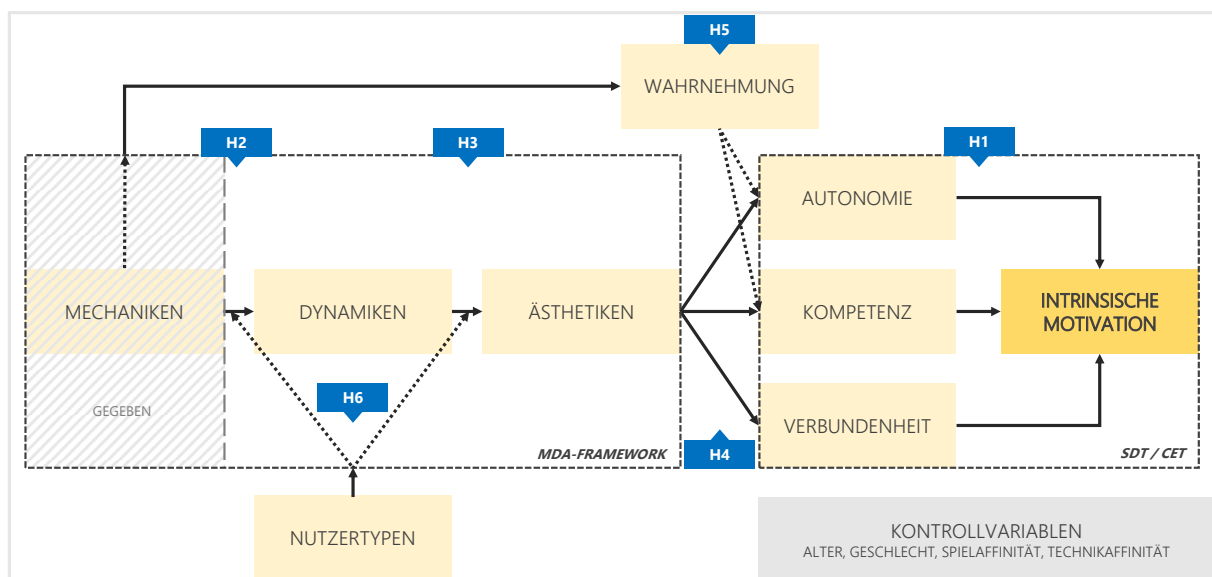 H5
WAHRNEHMUNG
H2
H3
H1
AUTONOMIE
MECHANIKEN
DYNAMIKEN
ÄSTHETIKEN
KOMPETENZ
INTRINSISCHE
MOTIVATION
GEGEBEN
H6
VERBUNDENHEIT
MDA-FRAMEWORK
H4
SDT / CET
NUTZERTYPEN
KONTROLLVARIABLEN
ALTER, GESCHLECHT, SPIELAFFINITÄT, TECHNIKAFFINITÄT